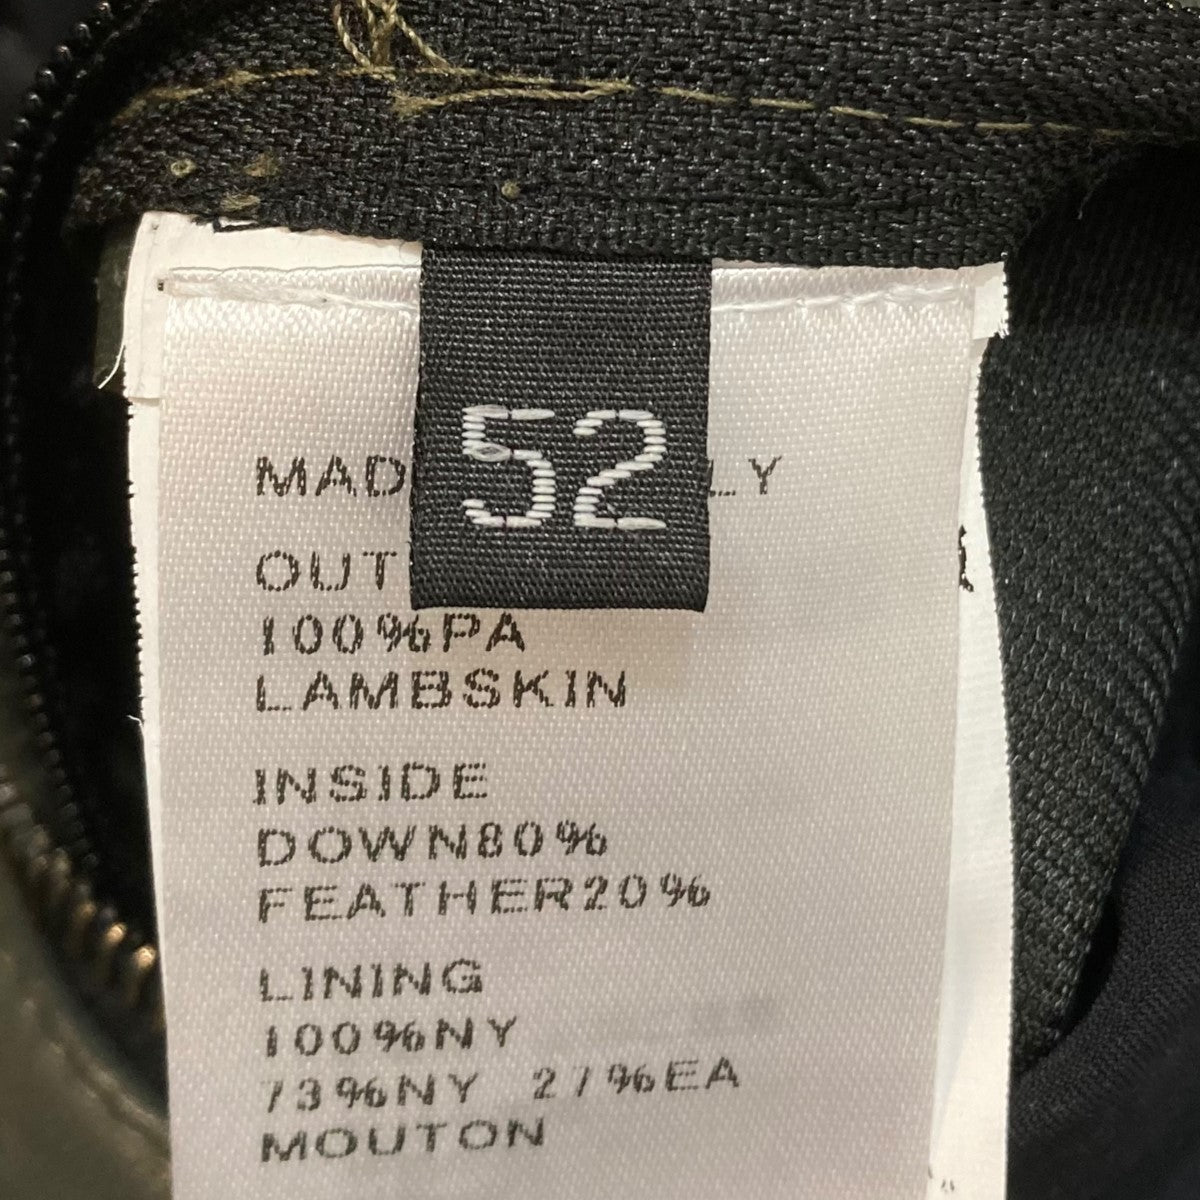 52
MAD LY
OUT
100%PA
LAMBSKIN
INSIDE
DOWN80%
FEATHER20%
LINING
100%NY
73%NY 27%EA
MOUTON